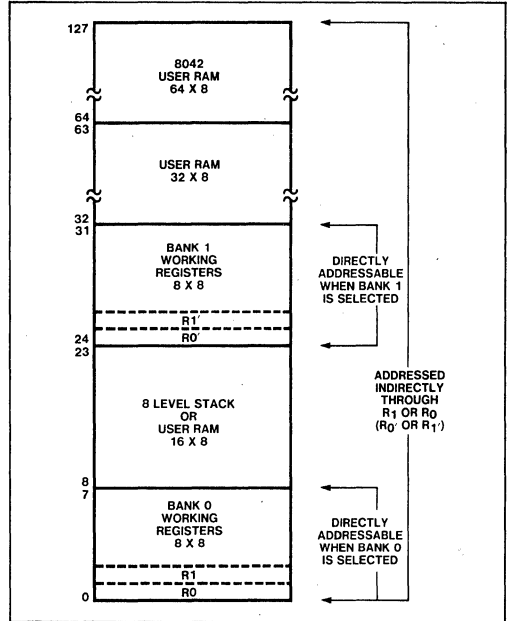 127
8042
USER RAM
64 X 8
64
63
USER RAM
32 X 8
32
31
BANK 1
WORKING
REGISTERS
8 X 8
R1'
R0'
24
23
DIRECTLY
ADDRESSABLE
WHEN BANK 1
IS SELECTED
8 LEVEL STACK
OR
USER RAM
16 X 8
ADDRESSED
INDIRECTLY
THROUGH
R1 OR R0
(R0' OR R1')
8
7
BANK 0
WORKING
REGISTERS
8 X 8
R1
R0
0
DIRECTLY
ADDRESSABLE
WHEN BANK 0
IS SELECTED